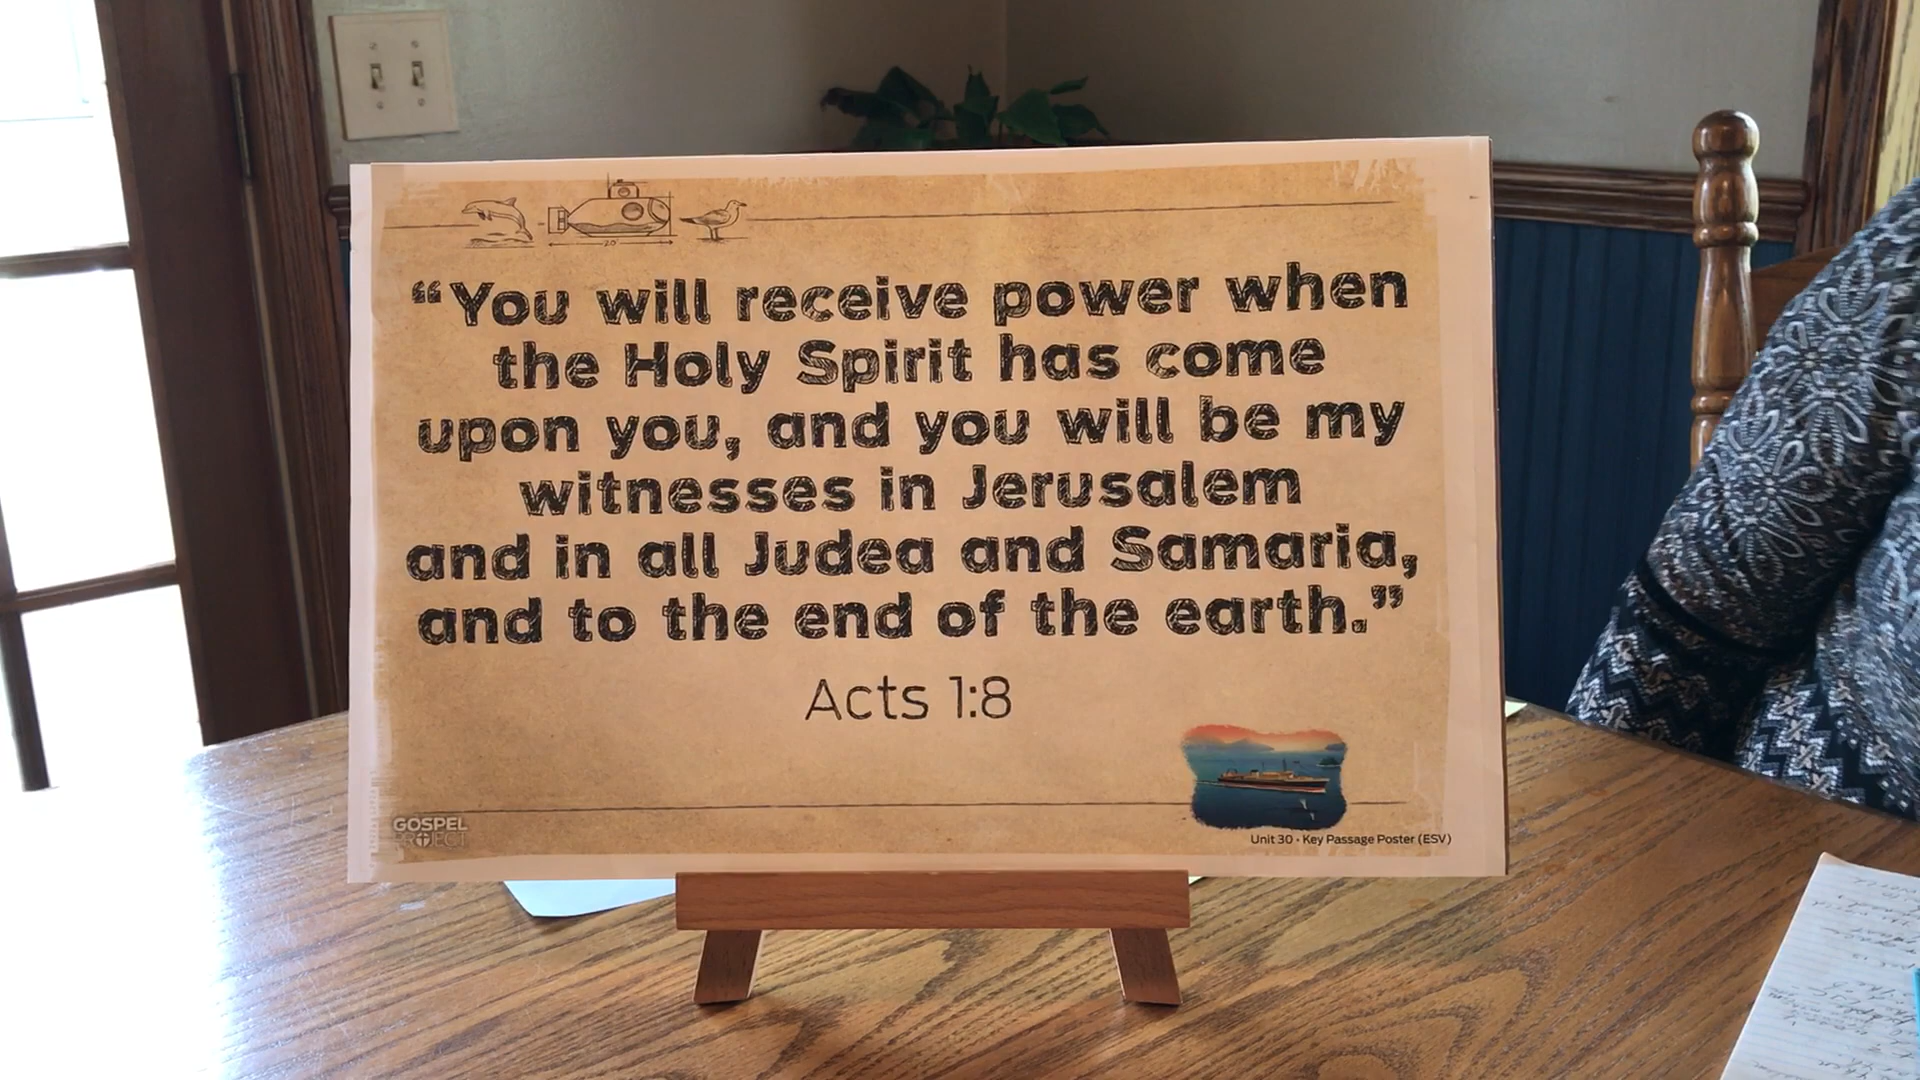 20'
“You will receive power when
the Holy Spirit has come
upon you, and you will be my
witnesses in Jerusalem
and in all Judea and Samaria,
and to the end of the earth.”
Acts 1:8
GOSPEL
PROJECT
Unit 30 • Key Passage Poster (ESV)